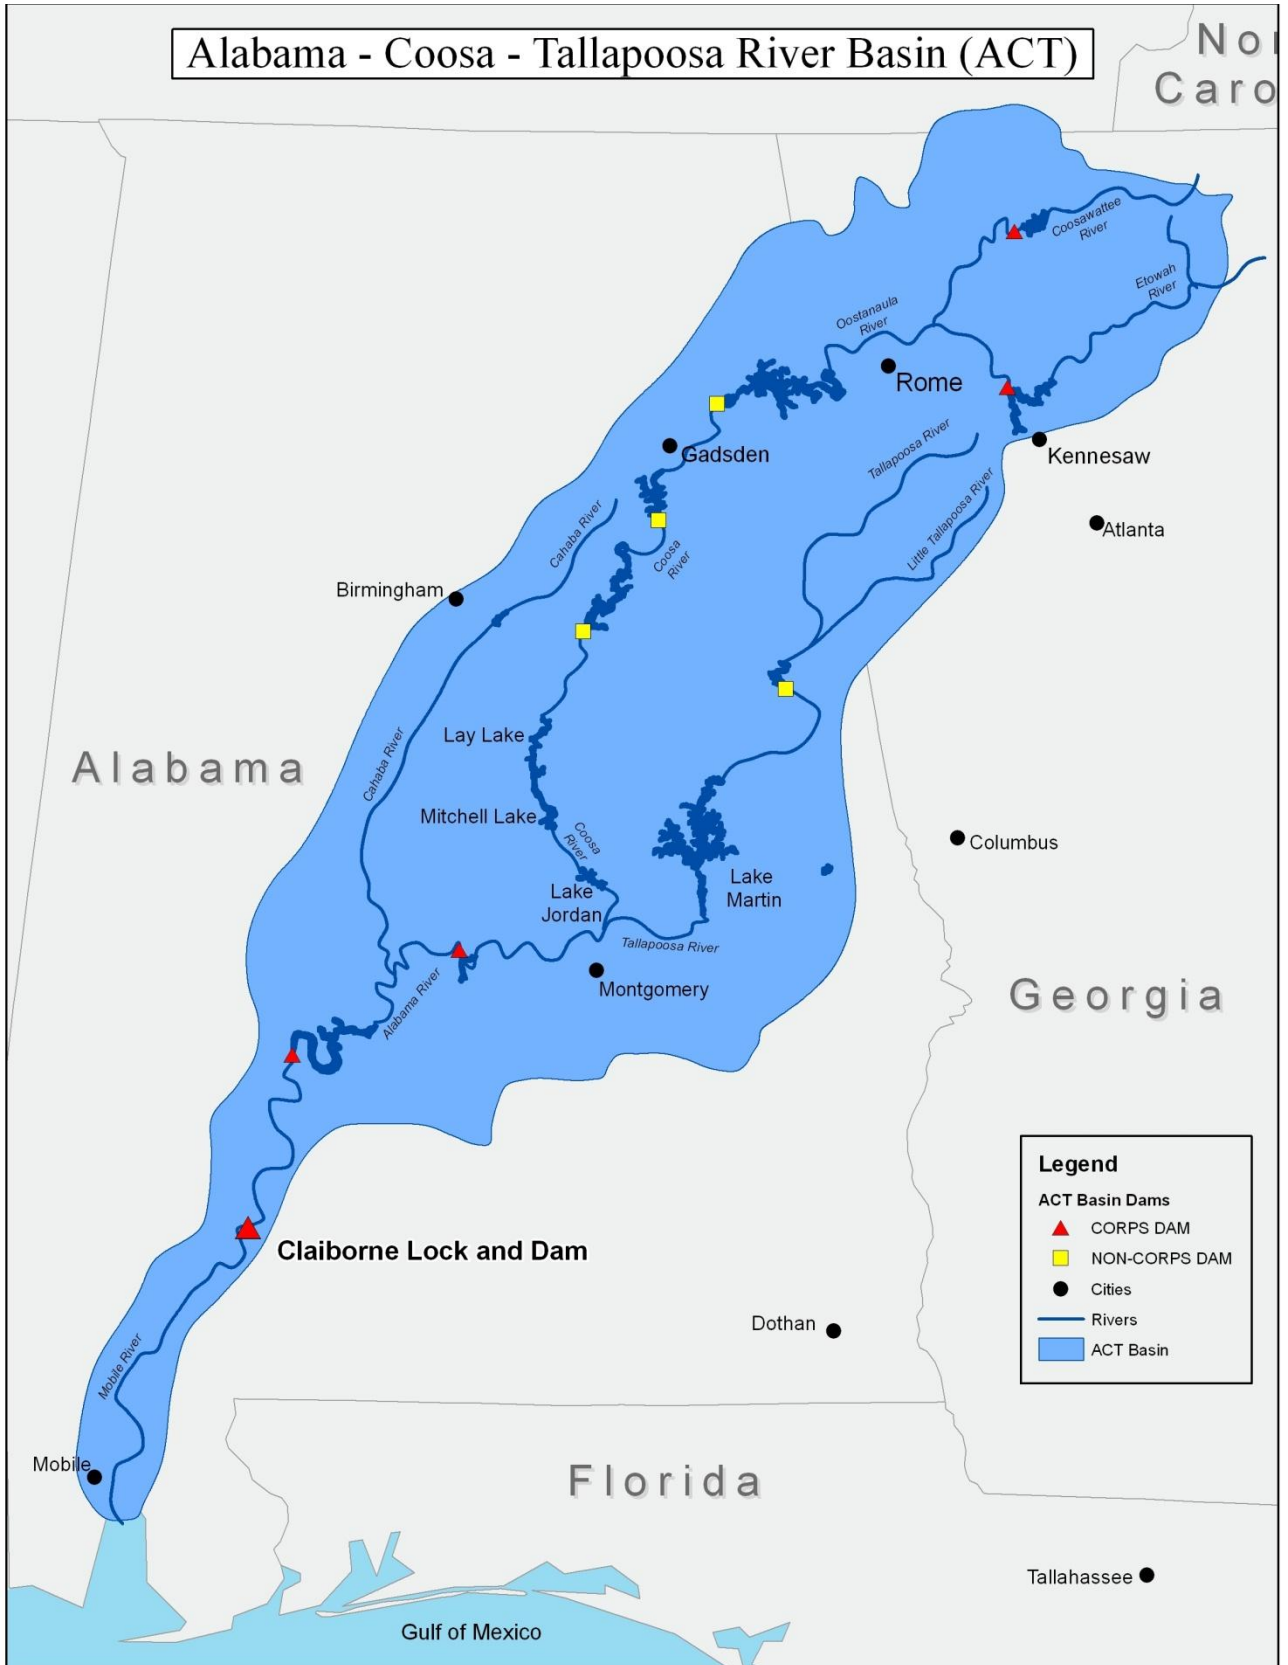 Alabama - Coosa - Tallapoosa River Basin (ACT)
Nor
Caro
Coosawattee
River
Etowah
River
Oostanaula
River
Rome
Tallapoosa River
Gadsden
Kennesaw
Little Tallapoosa River
Cahaba River
Atlanta
Coosa
River
Birmingham
Lay Lake
Alabama
Cahaba River
Mitchell Lake
Coosa
River
Columbus
Lake
Martin
Lake
Jordan
Tallapoosa River
Montgomery
Georgia
Alabama River
Claiborne Lock and Dam
Legend
ACT Basin Dams
CORPS DAM
NON-CORPS DAM
Cities
Rivers
ACT Basin
Dothan
Mobile River
Mobile
Florida
Tallahassee
Gulf of Mexico